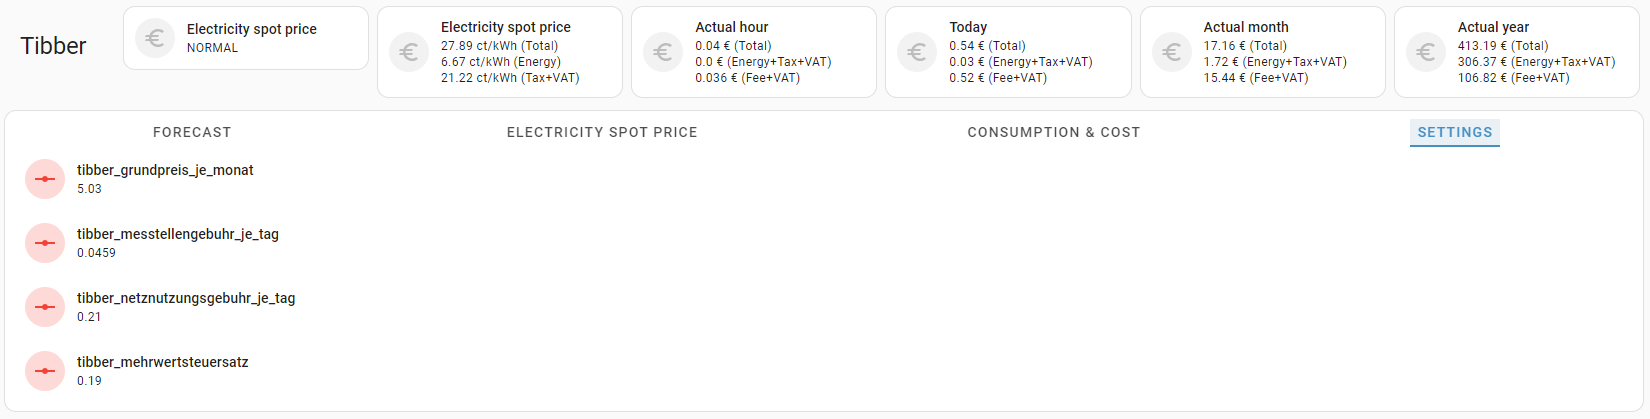 Tibber
Electricity spot price
NORMAL
Electricity spot price
27.89 ct/kWh (Total)
6.67 ct/kWh (Energy)
21.22 ct/kWh (Tax+VAT)
Actual hour
0.04 € (Total)
0.0 € (Energy+Tax+VAT)
0.036 € (Fee+VAT)
Today
0.54 € (Total)
0.03 € (Energy+Tax+VAT)
0.52 € (Fee+VAT)
Actual month
17.16 € (Total)
1.72 € (Energy+Tax+VAT)
15.44 € (Fee+VAT)
Actual year
413.19 € (Total)
306.37 € (Energy+Tax+VAT)
106.82 € (Fee+VAT)
FORECAST
ELECTRICITY SPOT PRICE
CONSUMPTION & COST
SETTINGS
tibber_grundpreis_je_monat
5.03
tibber_messtellengebuhr_je_tag
0.0459
tibber_netznutzungsgebuhr_je_tag
0.21
tibber_mehrwertsteuersatz
0.19